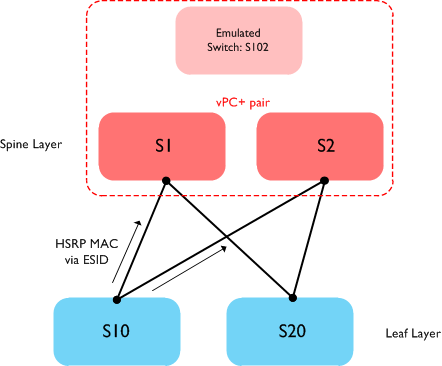 Emulated
Switch: S102
vPC+ pair
Spine Layer
S1
S2
HSRP MAC
via ESID
S10
S20
Leaf Layer